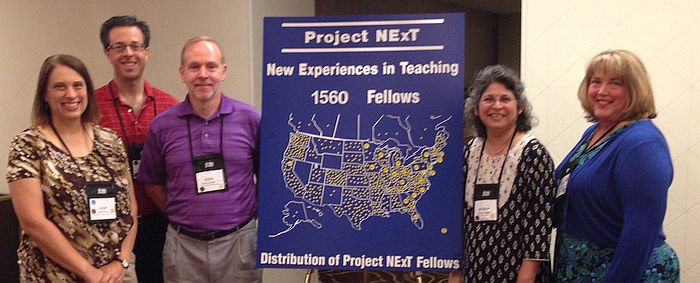 Project NExT
New Experiences in Teaching
1560 Fellows
Distribution of Project NExT Fellows